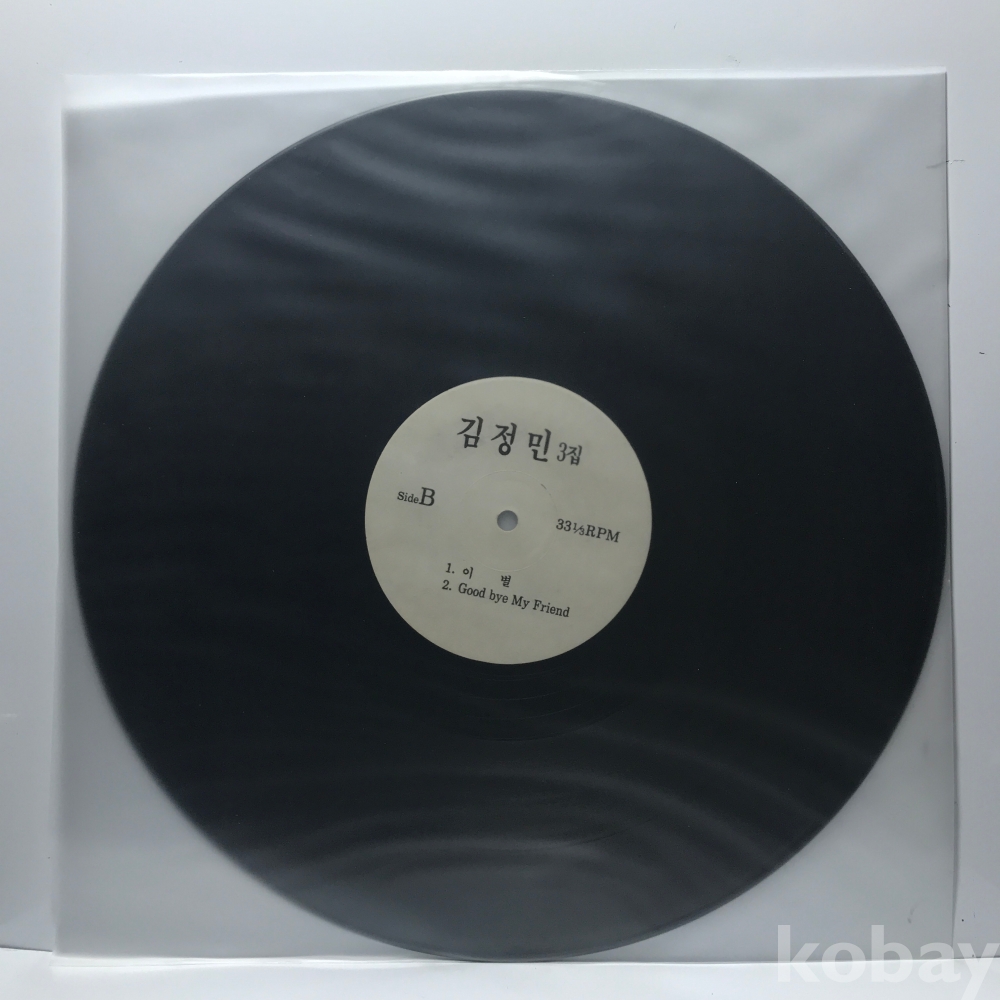 김정민 3집
Side B
33⅓RPM
1. 이 별
2. Good bye My Friend
kobay